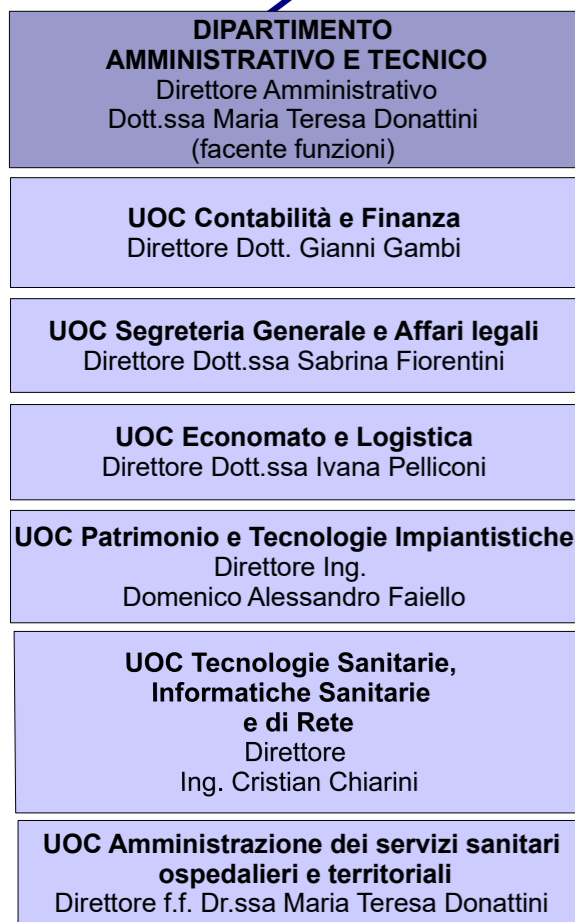 DIPARTIMENTO
AMMINISTRATIVO E TECNICO
Direttore Amministrativo
Dott.ssa Maria Teresa Donattini
(facente funzioni)
UOC Contabilità e Finanza
Direttore Dott. Gianni Gambi
UOC Segreteria Generale e Affari legali
Direttore Dott.ssa Sabrina Fiorentini
UOC Economato e Logistica
Direttore Dott.ssa Ivana Pelliconi
UOC Patrimonio e Tecnologie Impiantistiche
Direttore Ing.
Domenico Alessandro Faiello
UOC Tecnologie Sanitarie,
Informatiche Sanitarie
e di Rete
Direttore
Ing. Cristian Chiarini
UOC Amministrazione dei servizi sanitari
ospedalieri e territoriali
Direttore f.f. Dr.ssa Maria Teresa Donattini